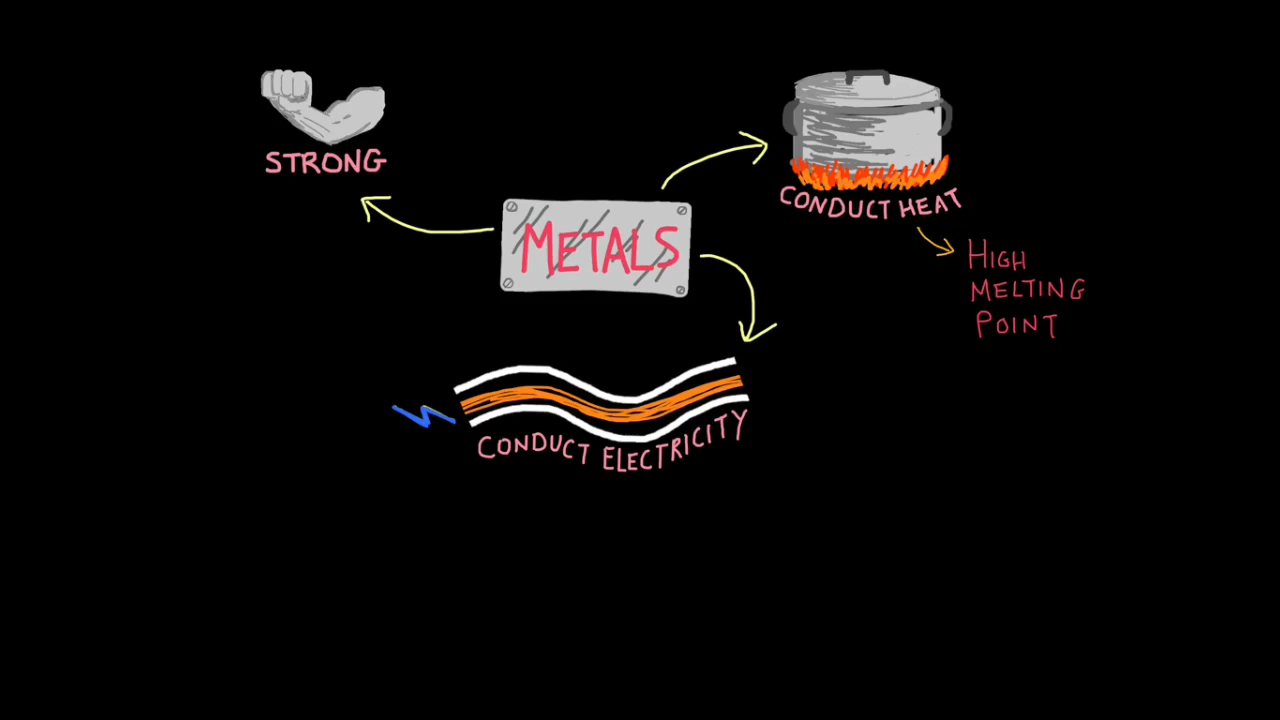 STRONG
CONDUCT HEAT
METALS
HIGH
MELTING
POINT
CONDUCT ELECTRICITY